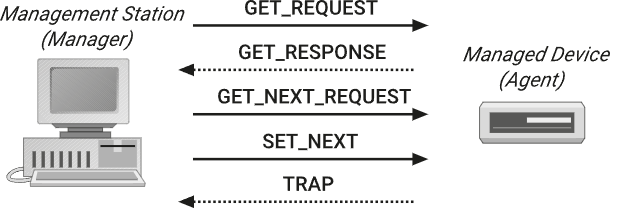 Management Station
(Manager)
GET_REQUEST
GET_RESPONSE
GET_NEXT_REQUEST
SET_NEXT
TRAP
Managed Device
(Agent)